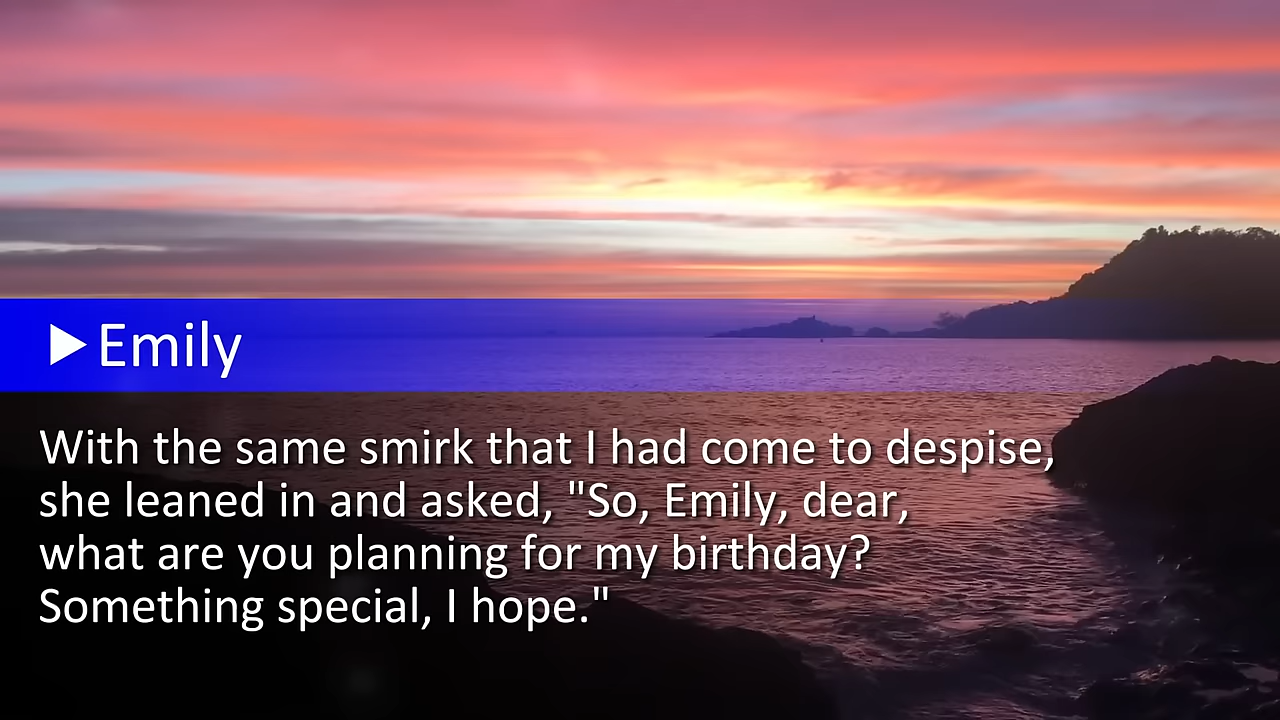 Emily
With the same smirk that I had come to despise,
she leaned in and asked, "So, Emily, dear,
what are you planning for my birthday?
Something special, I hope."